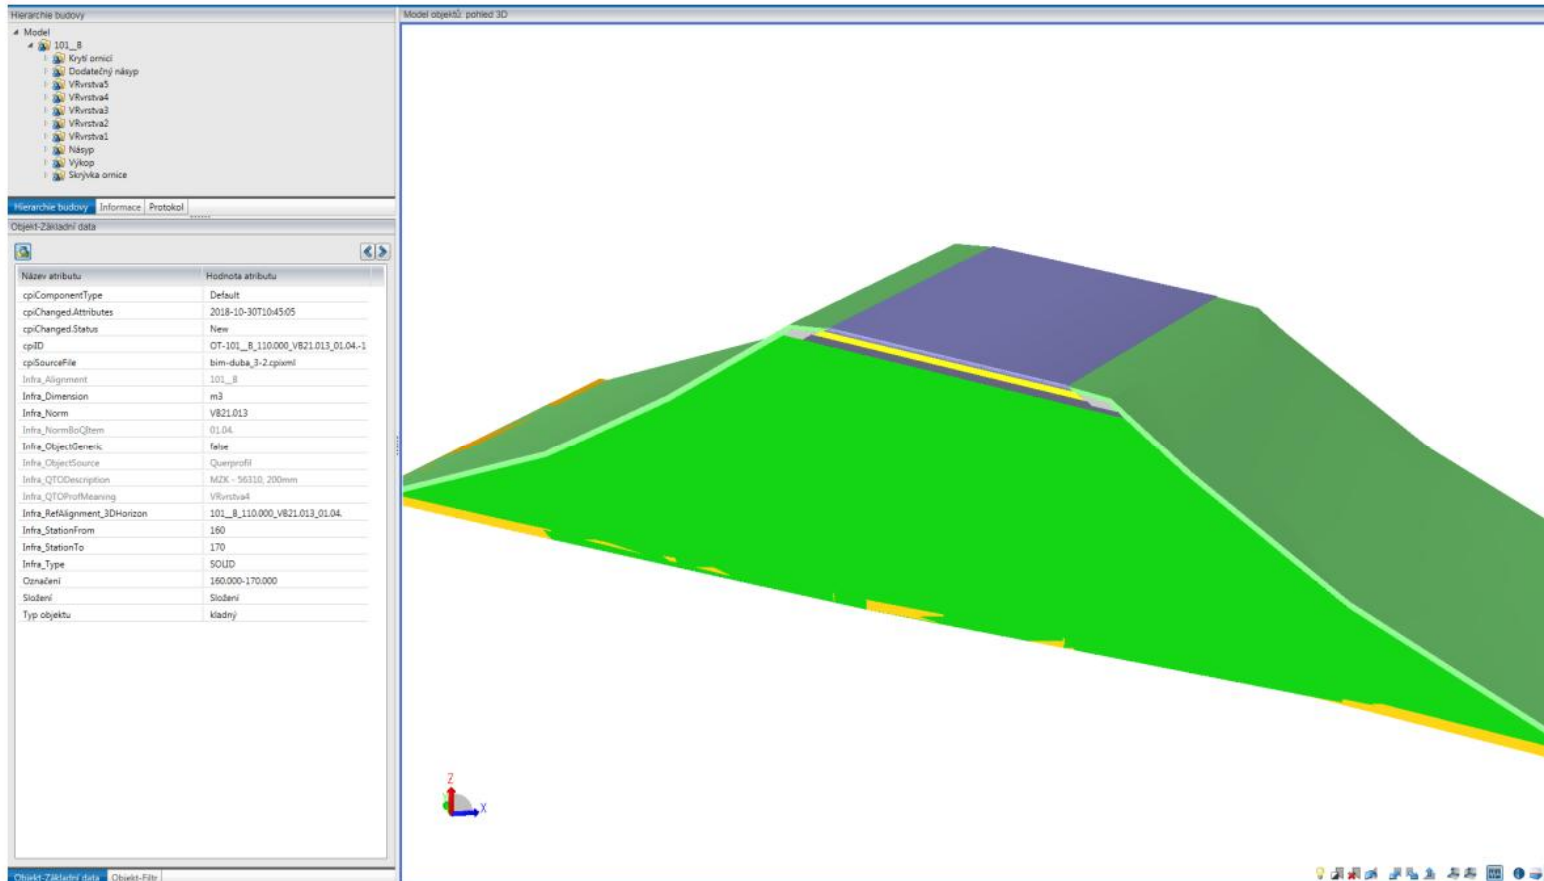 Hierarchie budovy
Model
101__B
Krytí ornicí
Dodatečný násyp
VRvrstva5
VRvrstva4
VRvrstva3
VRvrstva2
VRvrstva1
Násyp
Výkop
Skrývka ornice
Hierarchie budovy Informace Protokol
Objekt-Základní data
Název atributu Hodnota atributu
cpiComponentType Default
cpiChanged.Attributes 2018-10-30T10:45:05
cpiChanged.Status New
cpiID OT-101__B_110.000_VB21.013_01.04.-1
cpiSourceFile bim-duba_3-2.cpixml
Infra_Alignment 101__B
Infra_Dimension m3
Infra_Norm VB21.013
Infra_NormBoQItem 01.04.
Infra_ObjectGeneric false
Infra_ObjectSource Querprofil
Infra_QTODescription MZK - 56310, 200mm
Infra_QTOProfMeaning VRvrstva4
Infra_RefAlignment_3DHorizon 101__B_110.000_VB21.013_01.04.
Infra_StationFrom 160
Infra_StationTo 170
Infra_Type SOLID
Označení 160.000-170.000
Složení Složení
Typ objektu kladný
Objekt-Základní data Objekt-Filtr
Model objektů: pohled 3D
Z
X